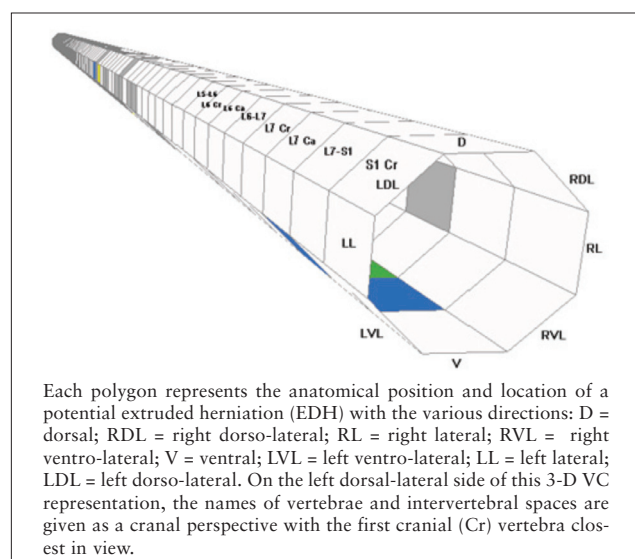 L5-L6
L6 Cr
L6 Ca
L6-L7
L7 Cr
L7 Ca
L7-S1
S1 Cr
D
LDL
RDL
LL
RL
LVL
RVL
V
Each polygon represents the anatomical position and location of a
potential extruded herniation (EDH) with the various directions: D =
dorsal; RDL = right dorso-lateral; RL = right lateral; RVL = right
ventro-lateral; V = ventral; LVL = left ventro-lateral; LL = left lateral;
LDL = left dorso-lateral. On the left dorsal-lateral side of this 3-D VC
representation, the names of vertebrae and intervertebral spaces are
given as a cranal perspective with the first cranial (Cr) vertebra clos-
est in view.